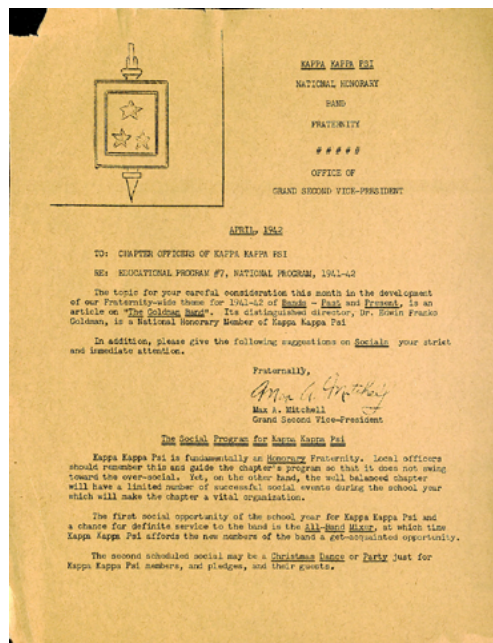 KAPPA KAPPA PSI
NATIONAL HONORARY
BAND
FRATERNITY
# # # # #
OFFICE OF
GRAND SECOND VICE-PRESIDENT
APRIL, 1942
TO: CHAPTER OFFICERS OF KAPPA KAPPA PSI
RE: EDUCATIONAL PROGRAM #7, NATIONAL PROGRAM, 1941-42
The topic for your careful consideration this month in the development
of our Fraternity-wide theme for 1941-42 of Bands - Past and Present, is an
article on "The Goldman Band". Its distinguished director, Dr. Edwin Franko
Goldman, is a National Honorary Member of Kappa Kappa Psi
In addition, please give the following suggestions on Socials your strict
and immediate attention.
Fraternally,
Max A. Mitchell
Max A. Mitchell
Grand Second Vice-President
The Social Program for Kappa Kappa Psi
Kappa Kappa Psi is fundamentally an Honorary Fraternity. Local officers
should remember this and guide the chapter's program so that it does not swing
toward the over-social. Yet, on the other hand, the well balanced chapter
will have a limited number of successful social events during the school year
which will make the chapter a vital organization.
The first social opportunity of the school year for Kappa Kappa Psi and
a chance for definite service to the band is the All-Band Mixer, at which time
Kappa Kappa Psi affords the new members of the band a get-acquainted opportunity.
The second scheduled social may be a Christmas Dance or Party just for
Kappa Kappa Psi members, and pledges, and their guests.